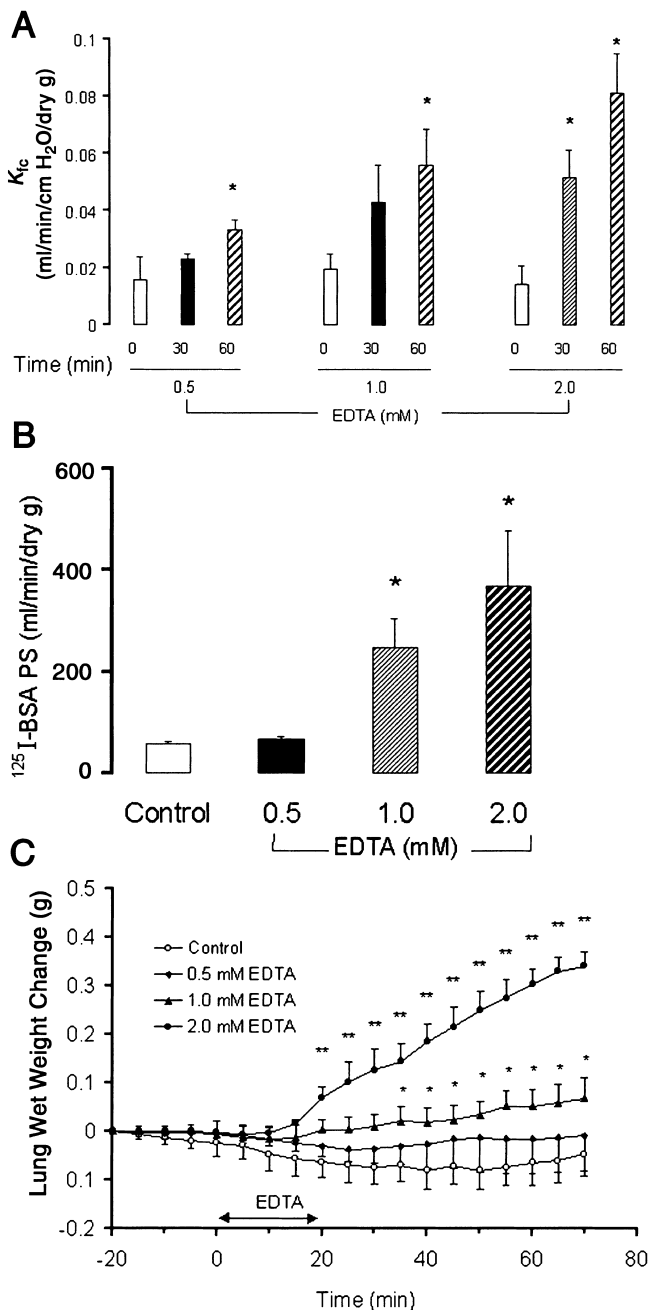 A
K fc
(ml/min/cm H₂O/dry g)
0.1
0.08
0.06
0.04
0.02
0
*
*
*
*
Time (min)
0 30 60
0 30 60
0 30 60
0.5 1.0 2.0
EDTA (mM)
B
¹²⁵I-BSA PS (ml/min/dry g)
600
400
200
0
*
*
Control 0.5 1.0 2.0
EDTA (mM)
C
Lung Wet Weight Change (g)
0.5
0.4
0.3
0.2
0.1
0
0.1
-0.2
Control
0.5 mM EDTA
1.0 mM EDTA
2.0 mM EDTA
** ** ** ** ** ** ** ** ** ** **
* * * * * * * *
EDTA
-20 0 20 40 60 80
Time (min)